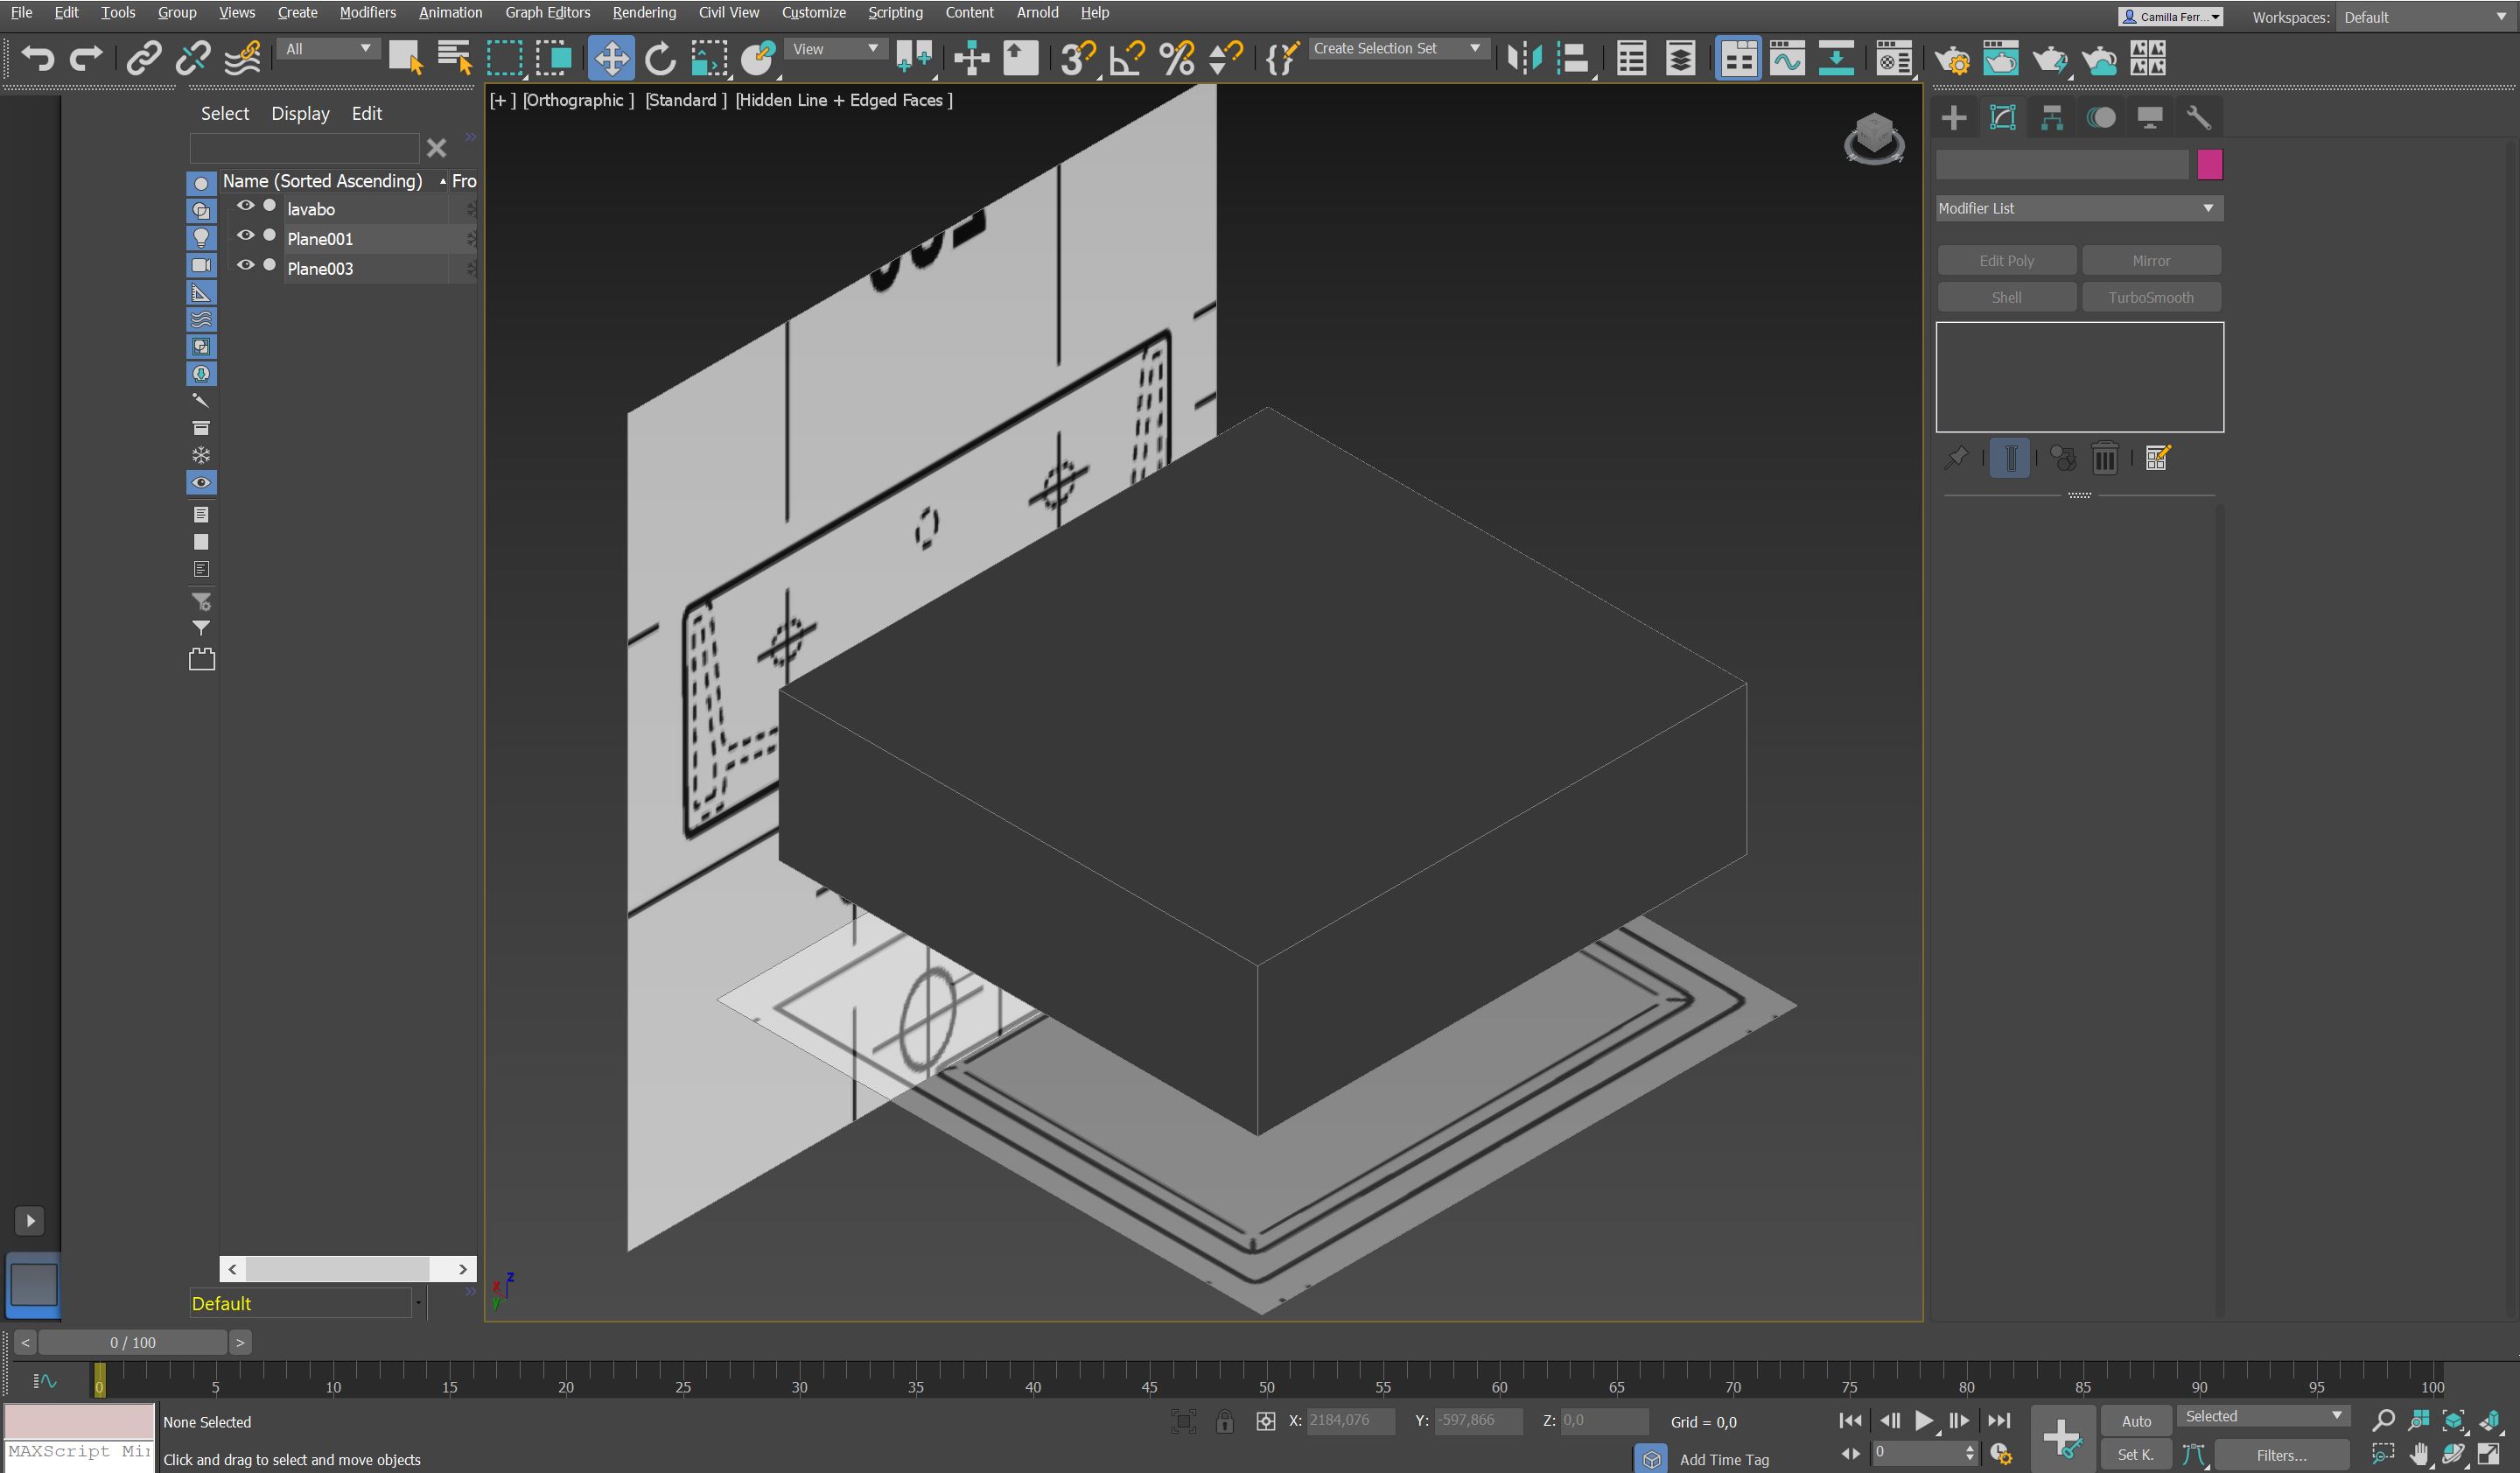 File Edit Tools Group Views Create Modifiers Animation Graph Editors Rendering Civil View Customize Scripting Content Arnold Help
Camilla Ferr... Workspaces: Default
All View Create Selection Set
Select Display Edit
[+ ] [Orthographic ] [Standard ] [Hidden Line + Edged Faces ]
Name (Sorted Ascending) Fro
lavabo
Plane001
Plane003
Modifier List
Edit Poly Mirror
Shell TurboSmooth
x z
y
Default
< 0 / 100 >
0 5 10 15 20 25 30 35 40 45 50 55 60 65 70 75 80 85 90 95 100
None Selected X: 2184,076 Y: -597,866 Z: 0,0 Grid = 0,0 Auto Selected
MAXScript Mi
Click and drag to select and move objects Add Time Tag 0 Set K. Filters...